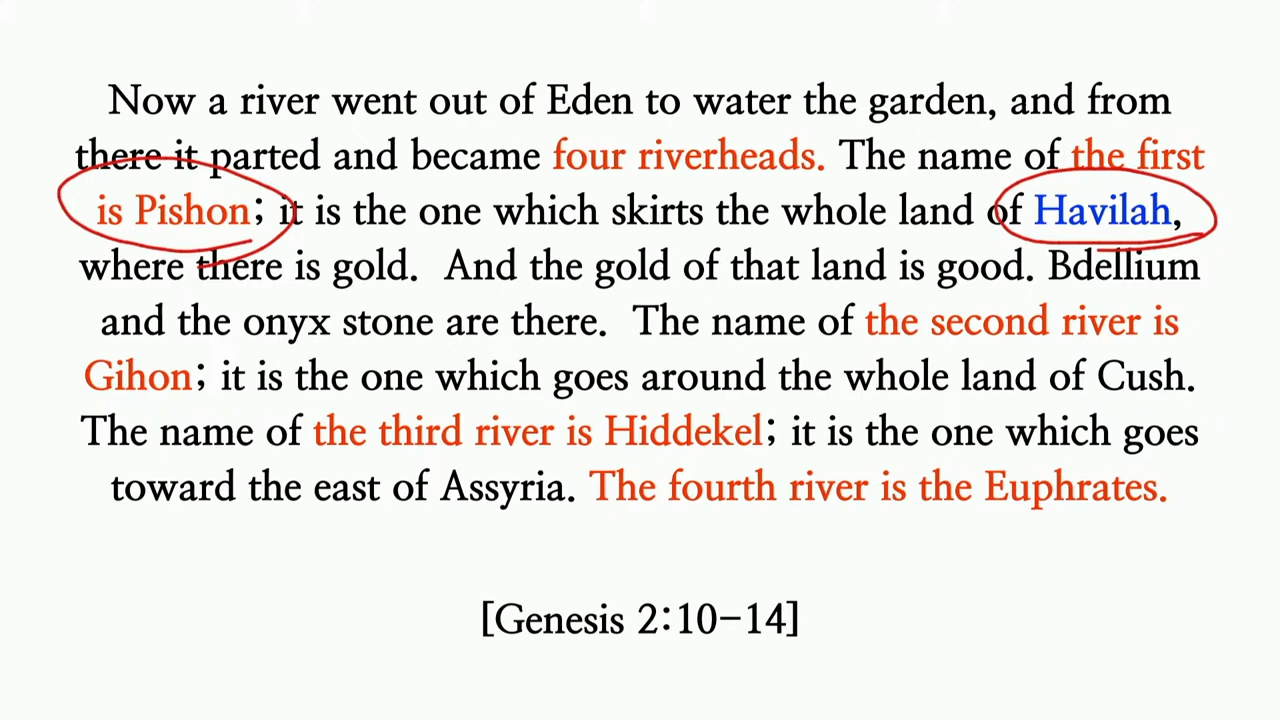 Now a river went out of Eden to water the garden, and from
there it parted and became four riverheads. The name of the first
is Pishon; it is the one which skirts the whole land of Havilah,
where there is gold.  And the gold of that land is good. Bdellium
and the onyx stone are there.  The name of the second river is
Gihon; it is the one which goes around the whole land of Cush.
The name of the third river is Hiddekel; it is the one which goes
toward the east of Assyria. The fourth river is the Euphrates.
[Genesis 2:10-14]